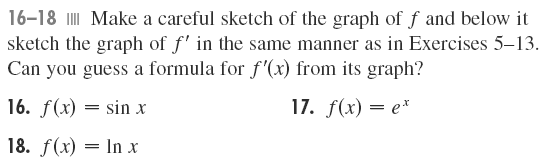 16–18 |||| Make a careful sketch of the graph of f and below it
sketch the graph of f′ in the same manner as in Exercises 5–13.
Can you guess a formula for f′(x) from its graph?
16. f(x) = sin x 17. f(x) = eˣ
18. f(x) = ln x